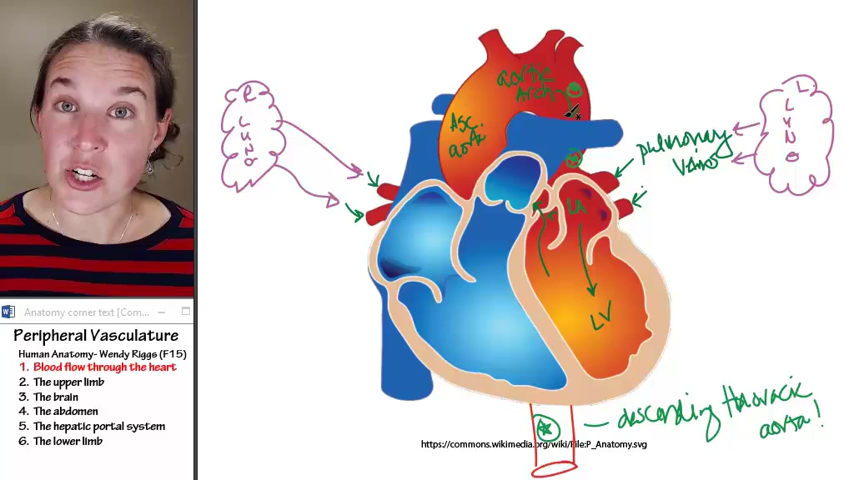 R
L
U
N
G
aortic
Arch
Asc.
aorta
L
L
U
N
G
pulmonary
veins
LA
LV
descending thoracic
aorta!
https://commons.wikimedia.org/wiki/File:P_Anatomy.svg
Anatomy corner text [Com...
Peripheral Vasculature
Human Anatomy- Wendy Riggs (F15)
1. Blood flow through the heart
2. The upper limb
3. The brain
4. The abdomen
5. The hepatic portal system
6. The lower limb